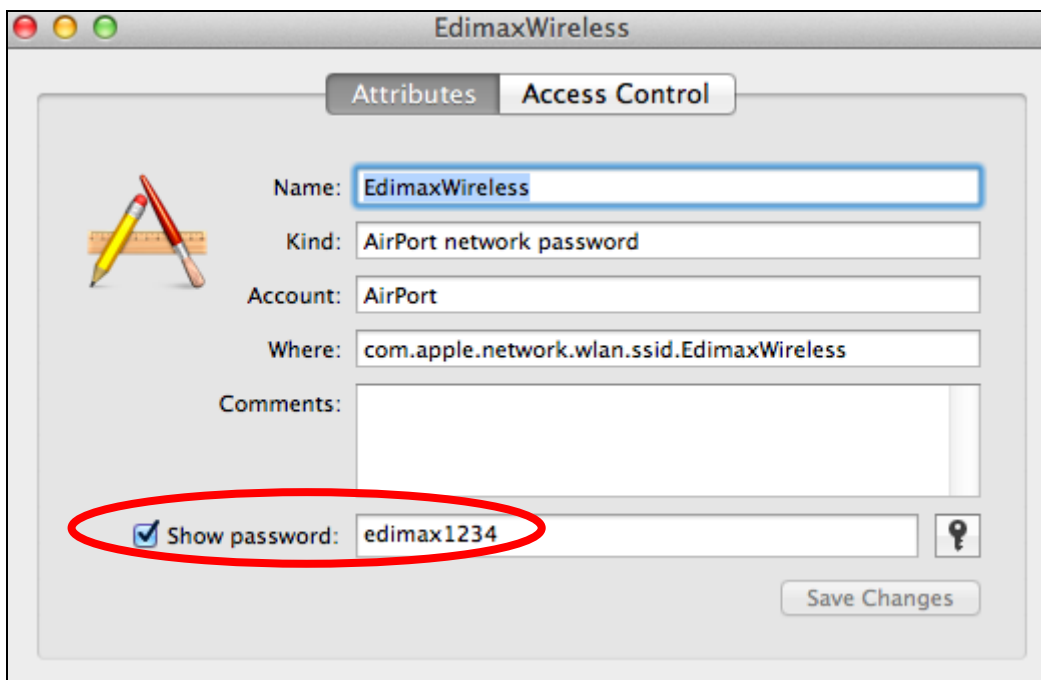 EdimaxWireless
Attributes Access Control
Name: EdimaxWireless
Kind: AirPort network password
Account: AirPort
Where: com.apple.network.wlan.ssid.EdimaxWireless
Comments:
Show password: edimax1234
Save Changes